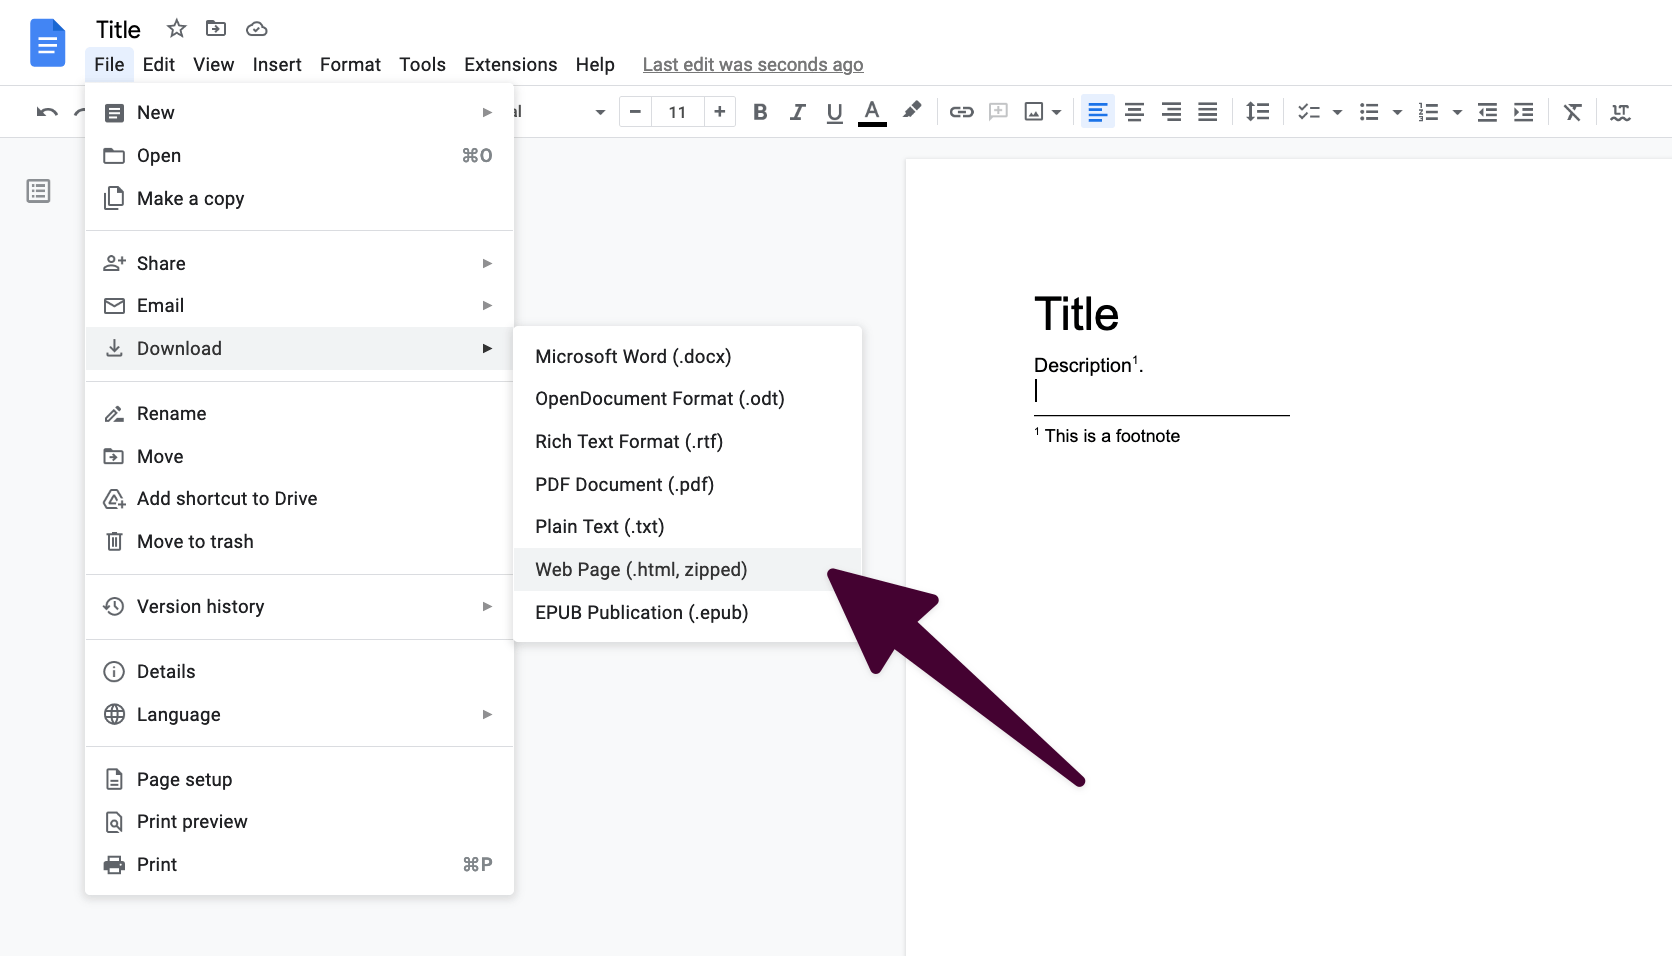 Title
File Edit View Insert Format Tools Extensions Help Last edit was seconds ago
11
New
Open ⌘O
Make a copy
Share
Email
Download
Rename
Move
Add shortcut to Drive
Move to trash
Version history
Details
Language
Page setup
Print preview
Print ⌘P
Microsoft Word (.docx)
OpenDocument Format (.odt)
Rich Text Format (.rtf)
PDF Document (.pdf)
Plain Text (.txt)
Web Page (.html, zipped)
EPUB Publication (.epub)
Title
Description¹.
¹ This is a footnote